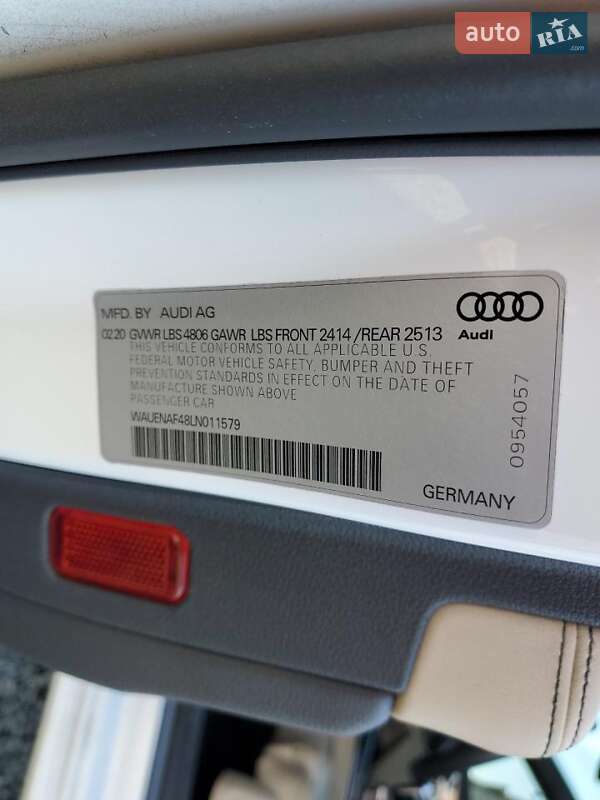 auto RIA .com
MFD. BY AUDI AG
02.20 GVWR LBS 4806 GAWR LBS FRONT 2414 / REAR 2513
Audi
THIS VEHICLE CONFORMS TO ALL APPLICABLE U.S.
FEDERAL MOTOR VEHICLE SAFETY, BUMPER AND THEFT
PREVENTION STANDARDS IN EFFECT ON THE DATE OF
MANUFACTURE SHOWN ABOVE
PASSENGER CAR
WAUENAF48LN011579
0954057
GERMANY